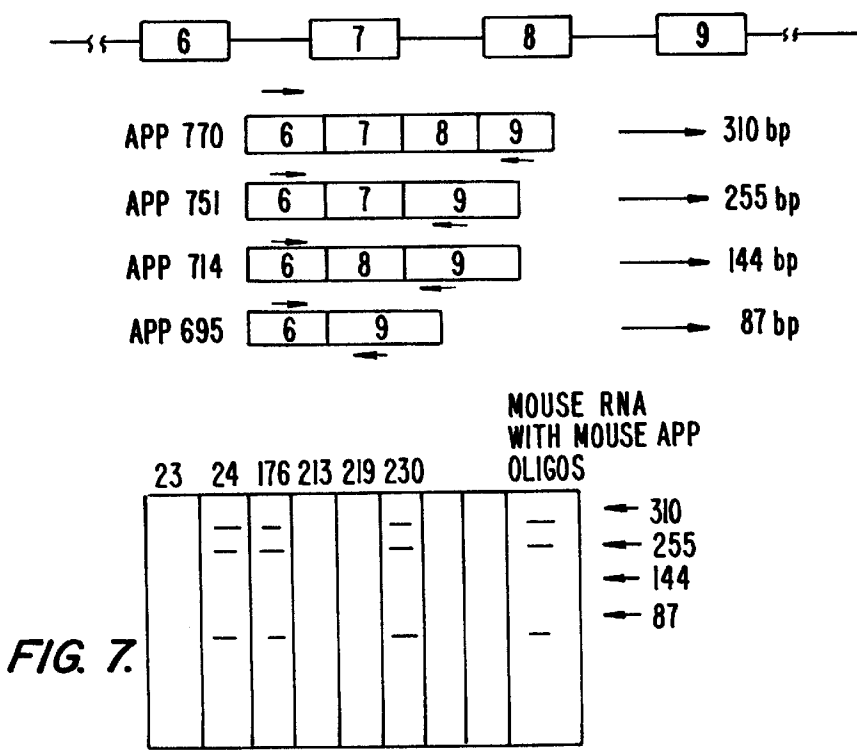 6 7 8 9
APP 770 6 7 8 9 310 bp
APP 751 6 7 9 255 bp
APP 714 6 8 9 144 bp
APP 695 6 9 87 bp
MOUSE RNA
WITH MOUSE APP
OLIGOS
23 24 176 213 219 230
310
255
144
87
FIG. 7.